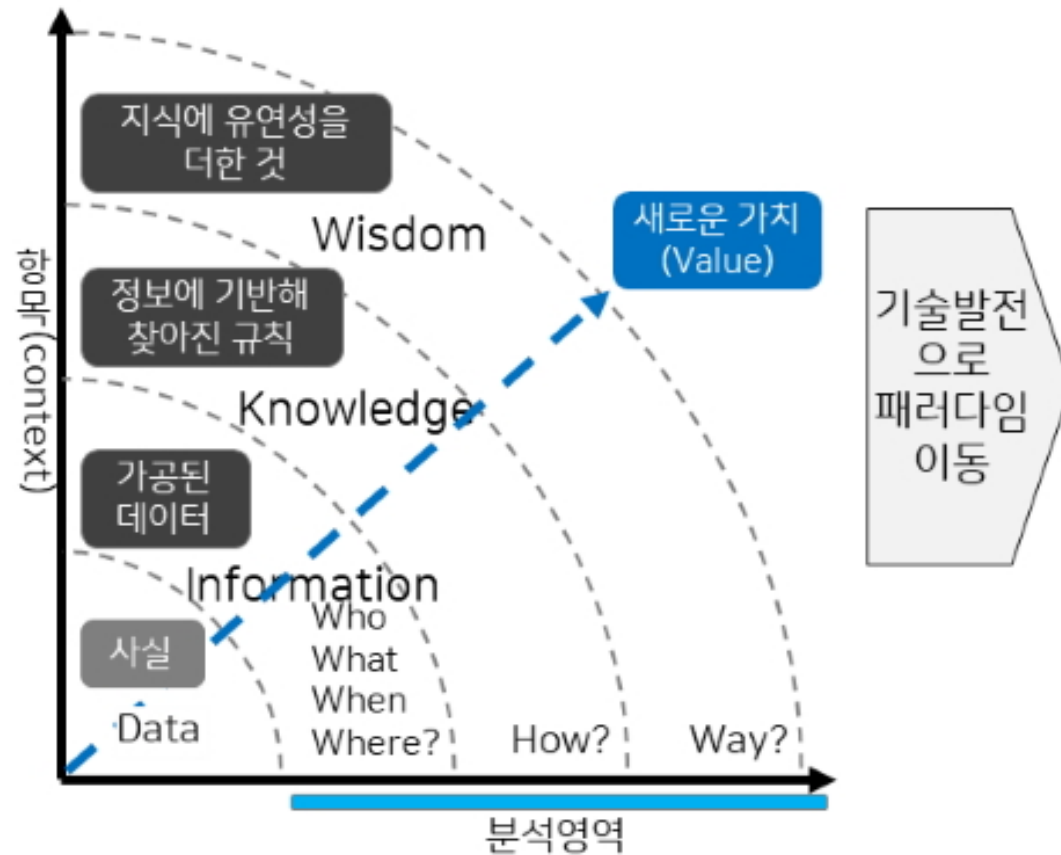 지식에 유연성을
더한 것
Wisdom
새로운 가치
(Value)
정보에 기반해
찾아진 규칙
Knowledge
가공된
데이터
Information
사실
Data
Who
What
When
Where?
How?
Way?
분석영역
(context)
기술발전
으로
패러다임
이동